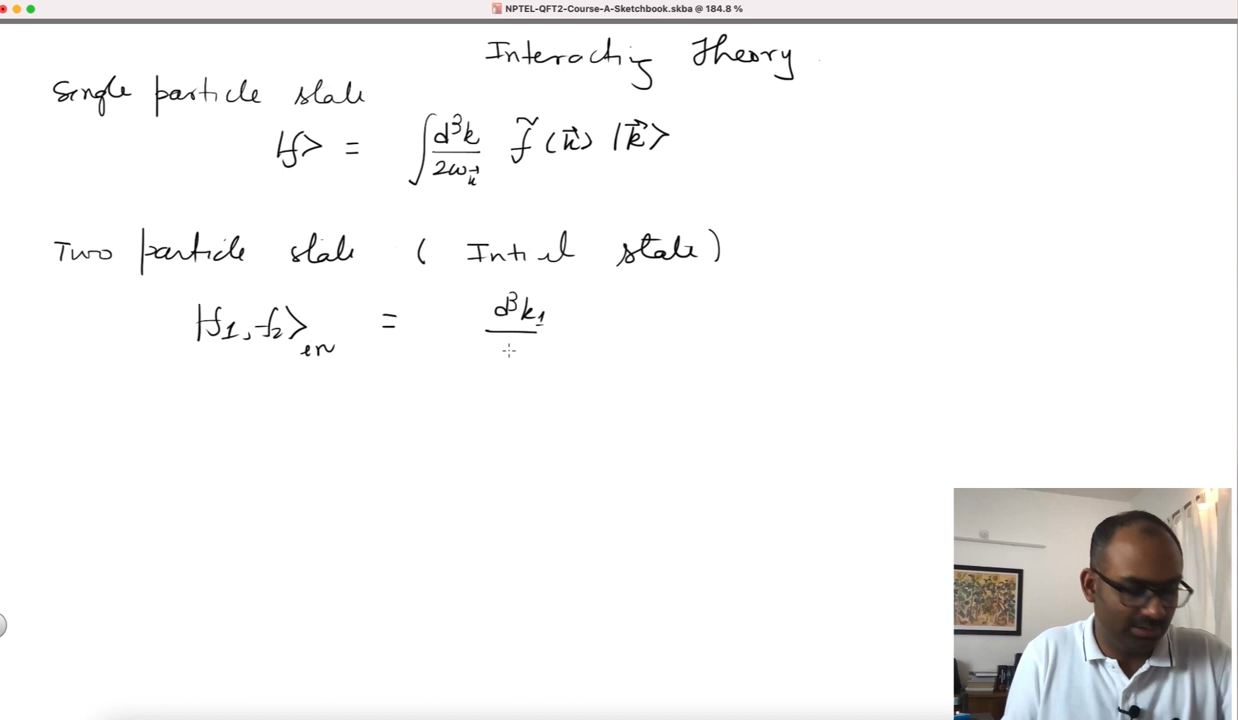 NPTEL-QFT2-Course-A-Sketchbook.skba @ 184.8 %
Interacting Theory
Single particle state
|f> = ∫ d³k / 2ω_k⃗ f̃(k⃗) |k⃗>
Two particle state ( Intial state )
|f₁, f₂>_in = d³k₁